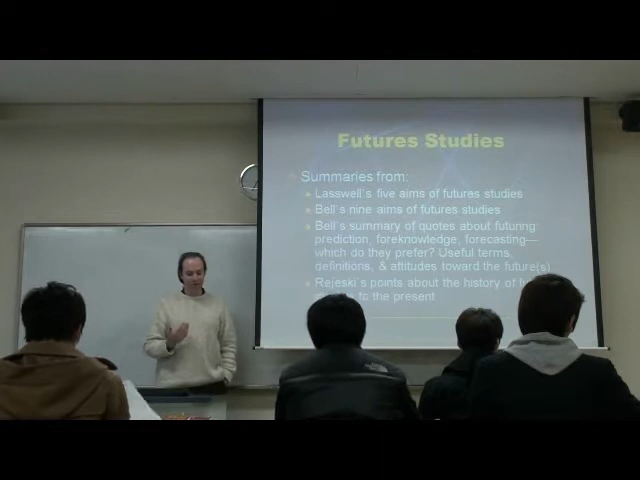 Futures Studies
Summaries from:
Lasswell's five aims of futures studies
Bell's nine aims of futures studies
Bell's summary of quotes about futuring:
prediction, foreknowledge, forecasting—
which do they prefer? Useful terms,
definitions, & attitudes toward the future(s)
Rejeski's points about the history of
to the present